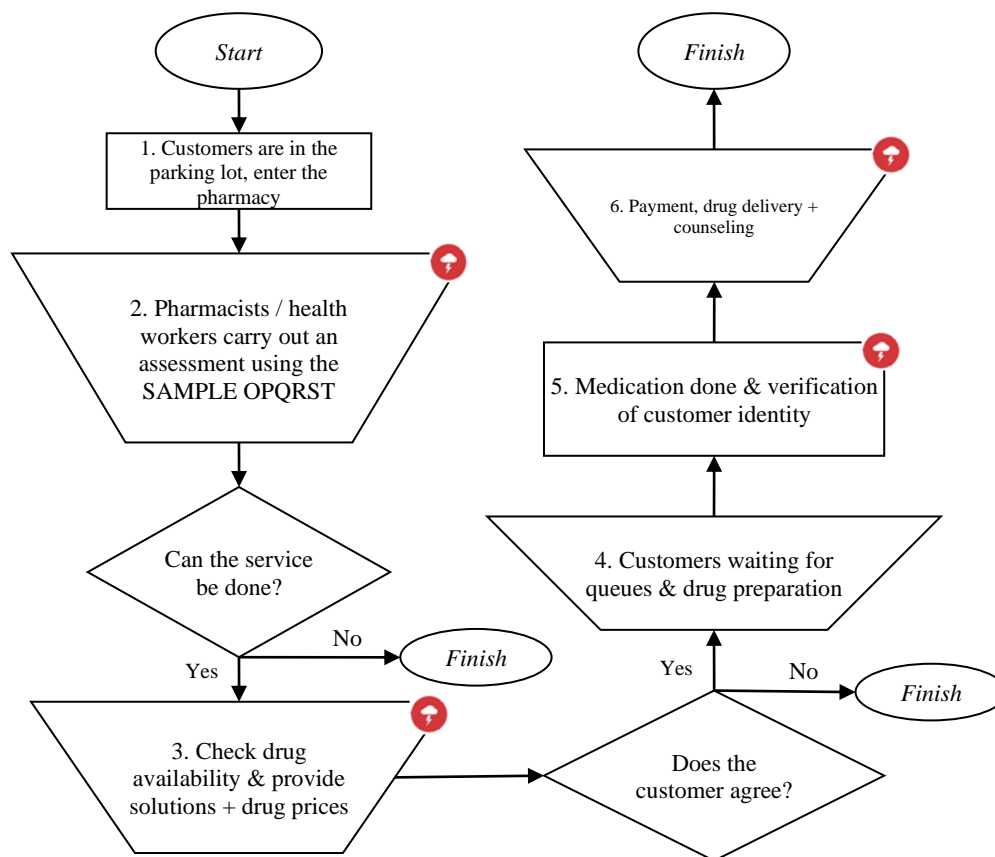 Start
1. Customers are in the
parking lot, enter the
pharmacy
2. Pharmacists / health
workers carry out an
assessment using the
SAMPLE OPQRST
Can the service
be done?
No
Finish
Yes
3. Check drug
availability & provide
solutions + drug prices
Does the
customer agree?
No
Finish
Yes
4. Customers waiting for
queues & drug preparation
5. Medication done & verification
of customer identity
6. Payment, drug delivery +
counseling
Finish